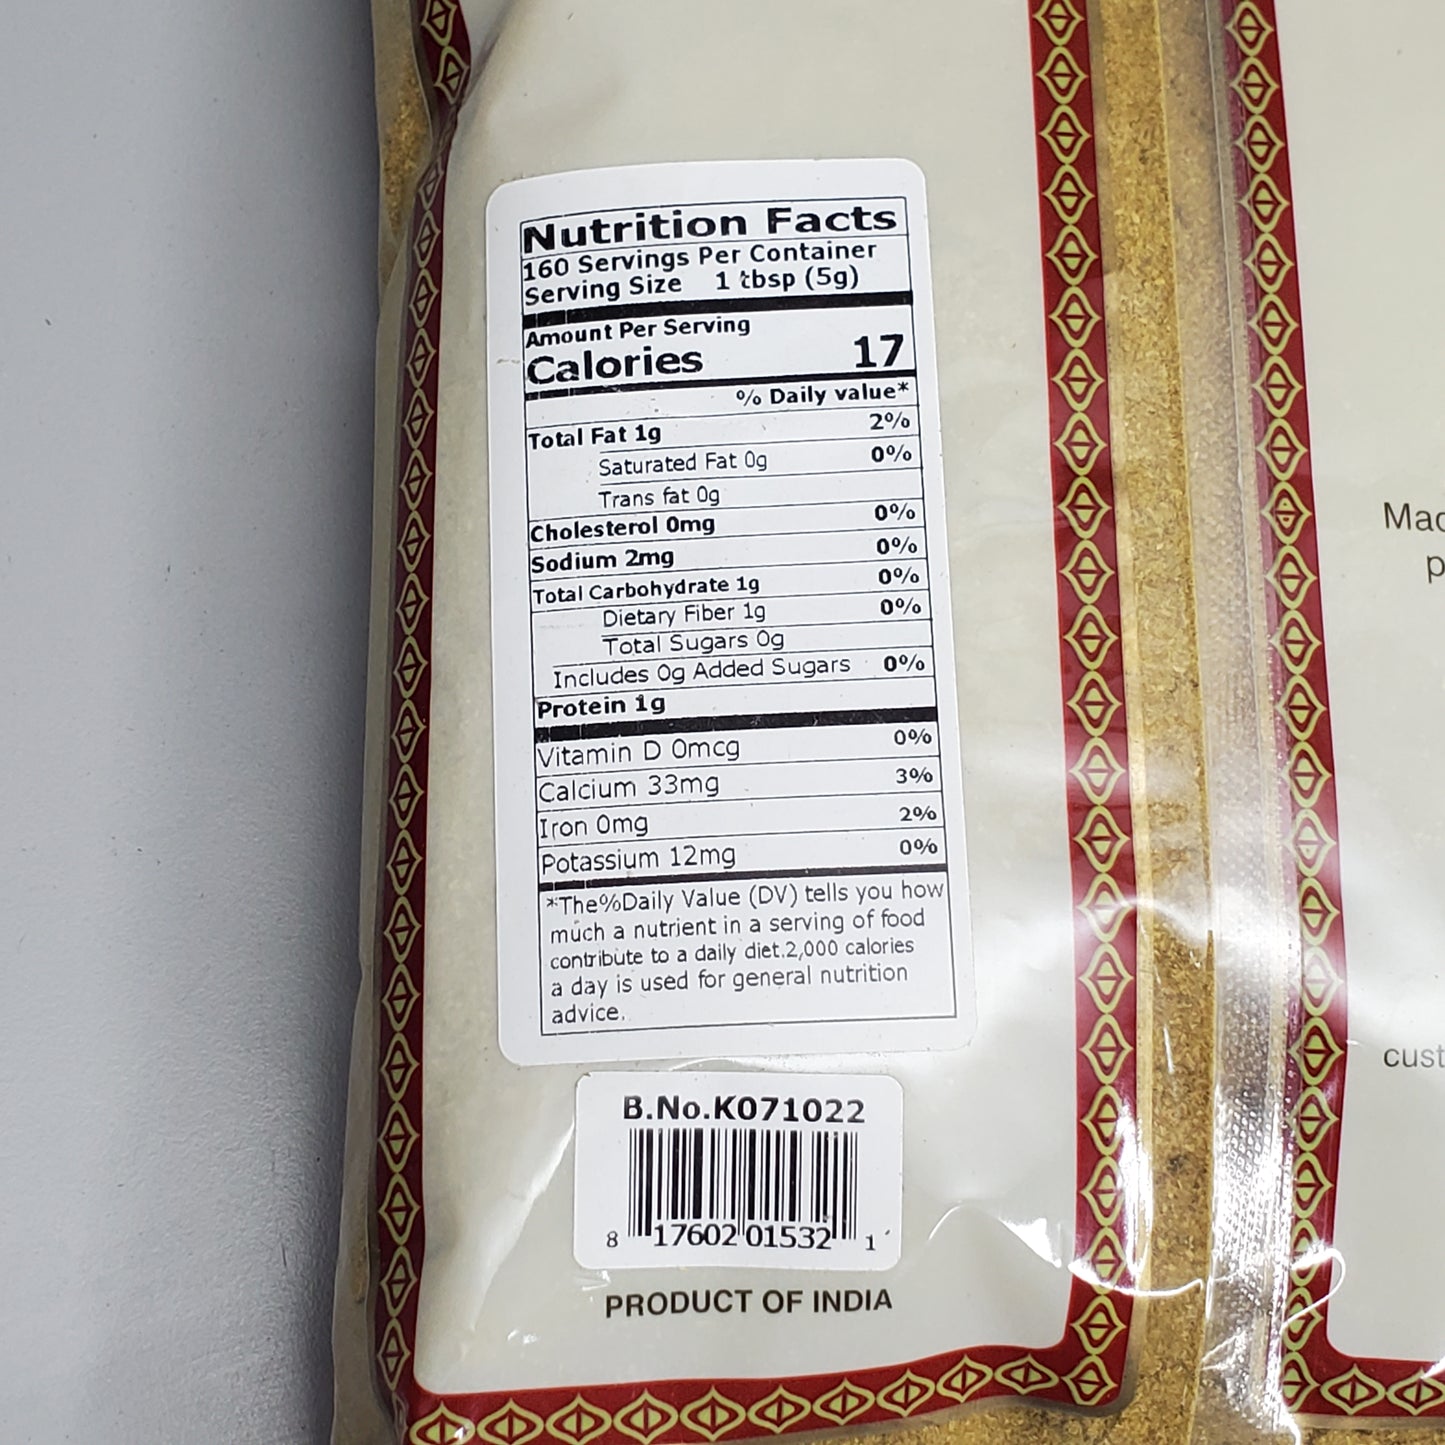 Nutrition Facts
160 Servings Per Container
Serving Size 1 tbsp (5g)
Amount Per Serving
Calories 17
% Daily value*
Total Fat 1g 2%
Saturated Fat 0g 0%
Trans fat 0g
Cholesterol 0mg 0%
Sodium 2mg 0%
Total Carbohydrate 1g 0%
Dietary Fiber 1g 0%
Total Sugars 0g
Includes 0g Added Sugars 0%
Protein 1g
Vitamin D 0mcg 0%
Calcium 33mg 3%
Iron 0mg 2%
Potassium 12mg 0%
*The%Daily Value (DV) tells you how
much a nutrient in a serving of food
contribute to a daily diet.2,000 calories
a day is used for general nutrition
advice.
B.No.K071022
8 17602 01532 1
PRODUCT OF INDIA